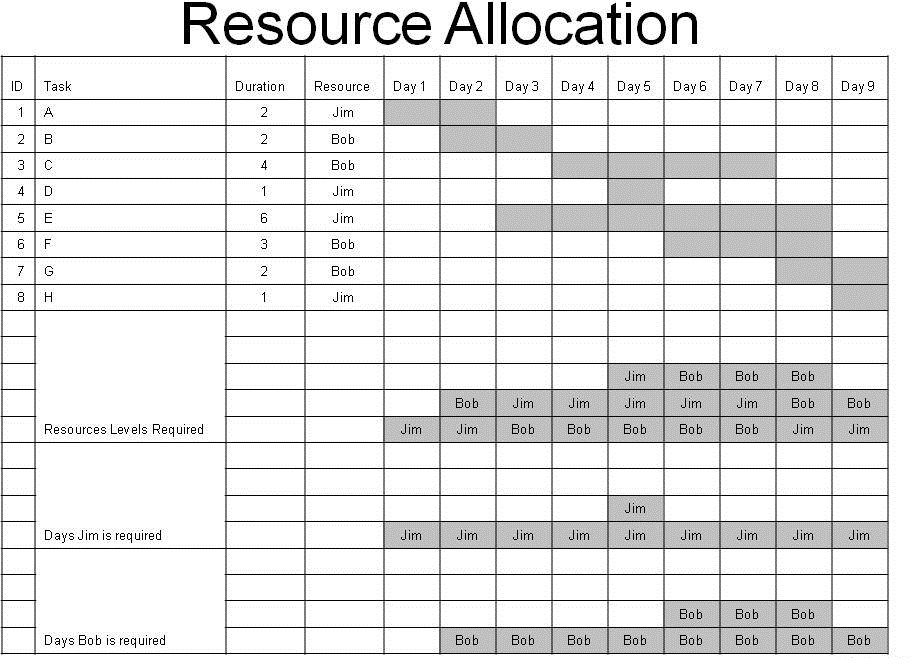 Resource Allocation
ID Task Duration Resource Day 1 Day 2 Day 3 Day 4 Day 5 Day 6 Day 7 Day 8 Day 9
1 A 2 Jim
2 B 2 Bob
3 C 4 Bob
4 D 1 Jim
5 E 6 Jim
6 F 3 Bob
7 G 2 Bob
8 H 1 Jim
Jim Bob Bob Bob
Bob Jim Jim Jim Jim Jim Bob Bob
Resources Levels Required Jim Jim Bob Bob Bob Bob Bob Jim Jim
Jim
Days Jim is required Jim Jim Jim Jim Jim Jim Jim Jim Jim
Bob Bob Bob
Days Bob is required Bob Bob Bob Bob Bob Bob Bob Bob